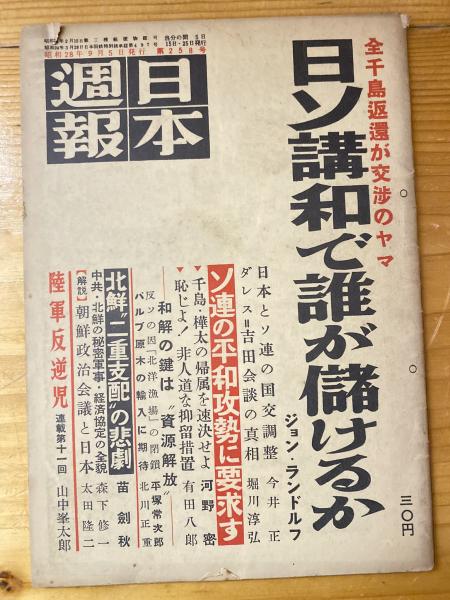 昭和28年9月5日発行 第258号
日本
週報
全千島返還が交渉のヤマ
日ソ講和で誰が儲けるか
ジョン・ランドルフ
三〇円
日本とソ連の国交調整 今井正
ダレス=吉田会談の真相 堀川淳弘
ソ連の平和攻勢に要求す
千島・樺太の帰属を速決せよ 河野密
恥じよ!非人道な抑留措置 有田八郎
和解の鍵は〝資源解放〟
反ソの因〝北洋漁場〟の閉鎖 平塚常次郎
パルプ原木の輸入に期待 北川正重
北鮮〝二重支配〟の悲劇 苗劍秋
中共・北鮮の秘密軍事・経済協定の全貌 森下修一
【解説】朝鮮政治会議と日本 太田隆二
陸軍反逆児 連載第十一回 山中峯太郎